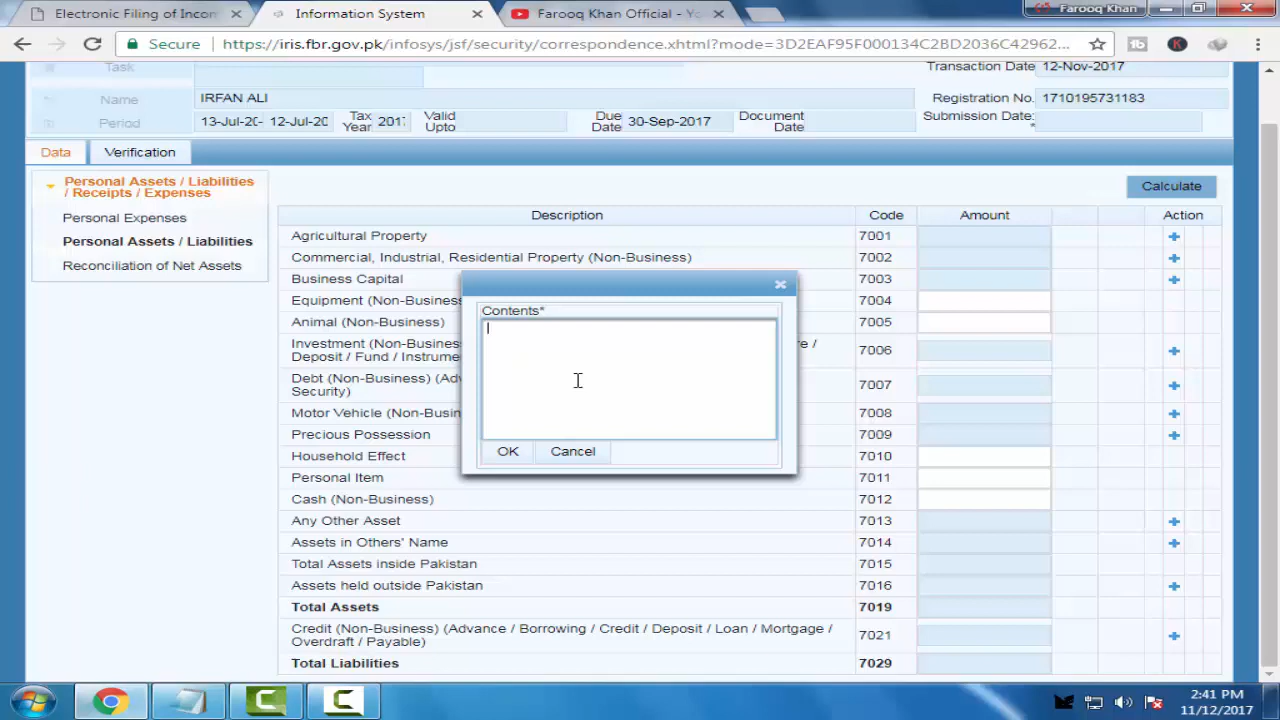 Electronic Filing of Incom
Information System
Farooq Khan Official - Yo
Farooq Khan
Secure
https://iris.fbr.gov.pk/infosys/jsf/security/correspondence.xhtml?mode=3D2EAF95F000134C2BD2036C42962...
Task
Transaction Date 12-Nov-2017
Name IRFAN ALI
Registration No. 1710195731183
Period 13-Jul-20- 12-Jul-20:
Tax Year 2017
Valid Upto
Due Date 30-Sep-2017
Document Date
Submission Date:
*
Data Verification
Personal Assets / Liabilities
/ Receipts / Expenses
Personal Expenses
Personal Assets / Liabilities
Reconciliation of Net Assets
Calculate
Description Code Amount Action
Agricultural Property 7001
Commercial, Industrial, Residential Property (Non-Business) 7002
Business Capital 7003
Equipment (Non-Business 7004
Animal (Non-Business) 7005
Investment (Non-Business re /
Deposit / Fund / Instrume 7006
Debt (Non-Business) (Adv
Security) 7007
Motor Vehicle (Non-Busin 7008
Precious Possession 7009
Household Effect 7010
Personal Item 7011
Cash (Non-Business) 7012
Any Other Asset 7013
Assets in Others' Name 7014
Total Assets inside Pakistan 7015
Assets held outside Pakistan 7016
Total Assets 7019
Credit (Non-Business) (Advance / Borrowing / Credit / Deposit / Loan / Mortgage /
Overdraft / Payable) 7021
Total Liabilities 7029
Contents*
OK Cancel
2:41 PM
11/12/2017